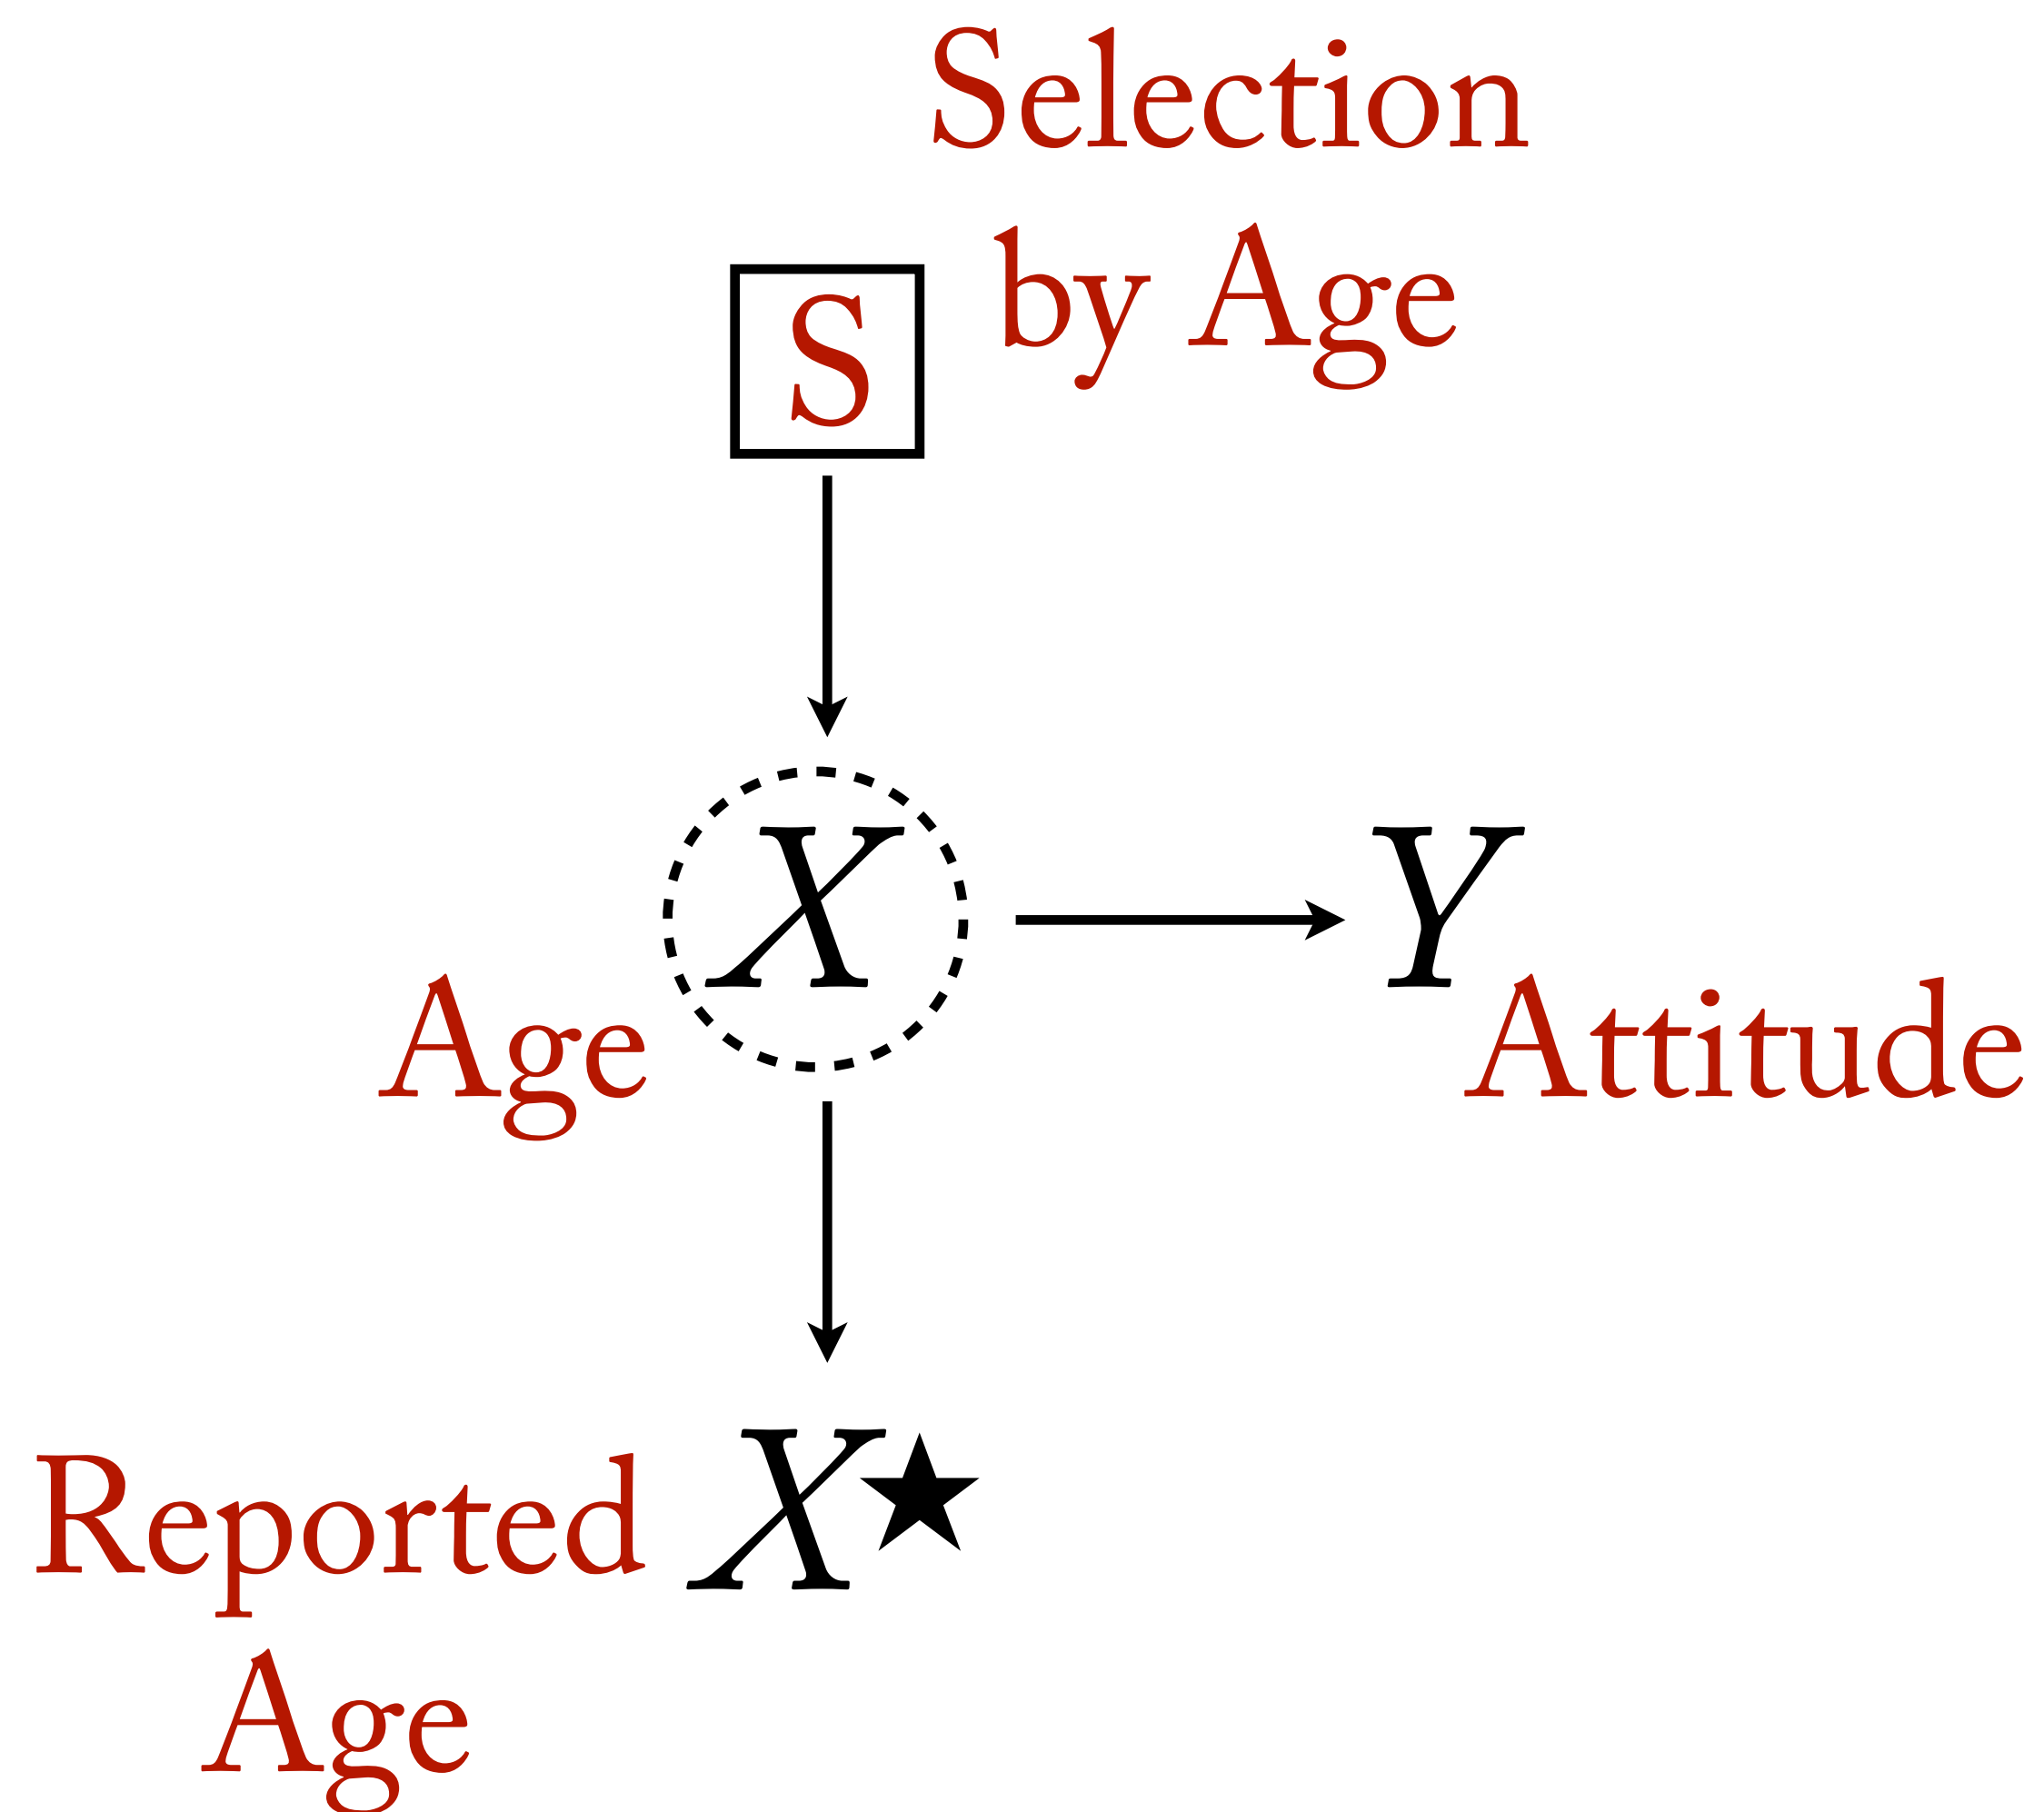 Selection
by Age
S
X
Y
Age
Attitude
Reported
X★
Age